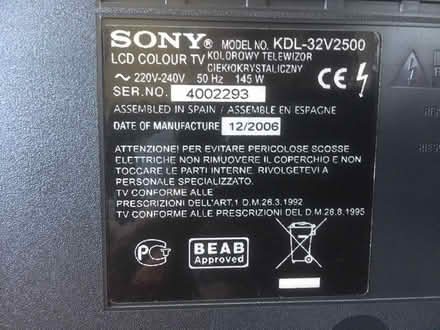 SONY® MODEL NO. KDL-32V2500
LCD COLOUR TV KOLOROWY TELEWIZOR
CIEKŁOKRYSTALICZNY
~ 220V-240V 50 Hz 145 W
SER.NO. 4002293
ASSEMBLED IN SPAIN / ASSEMBLE EN ESPAGNE
DATE OF MANUFACTURE 12/2006
ATTENZIONE! PER EVITARE PERICOLOSE SCOSSE
ELETTRICHE NON RIMUOVERE IL COPERCHIO E NON
TOCCARE LE PARTI INTERNE. RIVOLGETEVI A
PERSONALE SPECIALIZZATO.
TV CONFORME ALLE
PRESCRIZIONI DELL'ART.1 D.M.26.3.1992
TV CONFORME ALLE PRESCRIZIONI DEL D.M.26.8.1995
BEAB
Approved